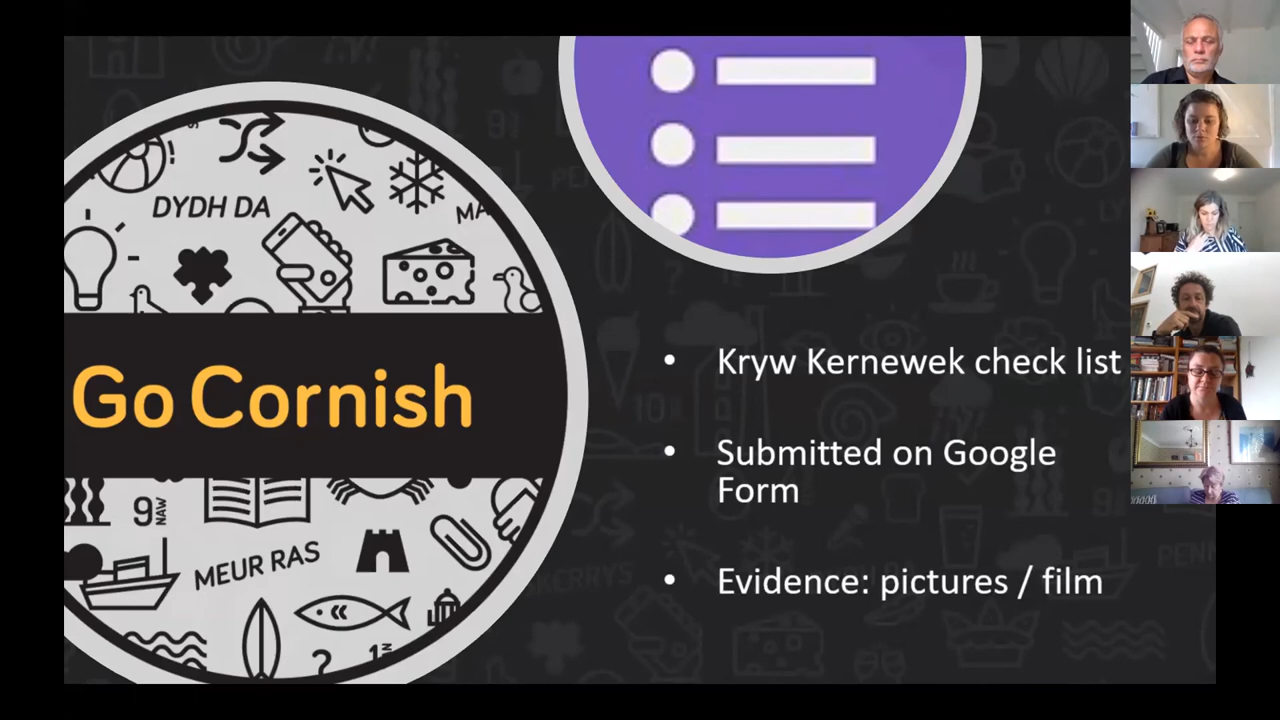 DYDH DA
MA
Go Cornish
9
NAW
MEUR RAS
?
1
Kryw Kernewek check list
Submitted on Google
Form
Evidence: pictures / film